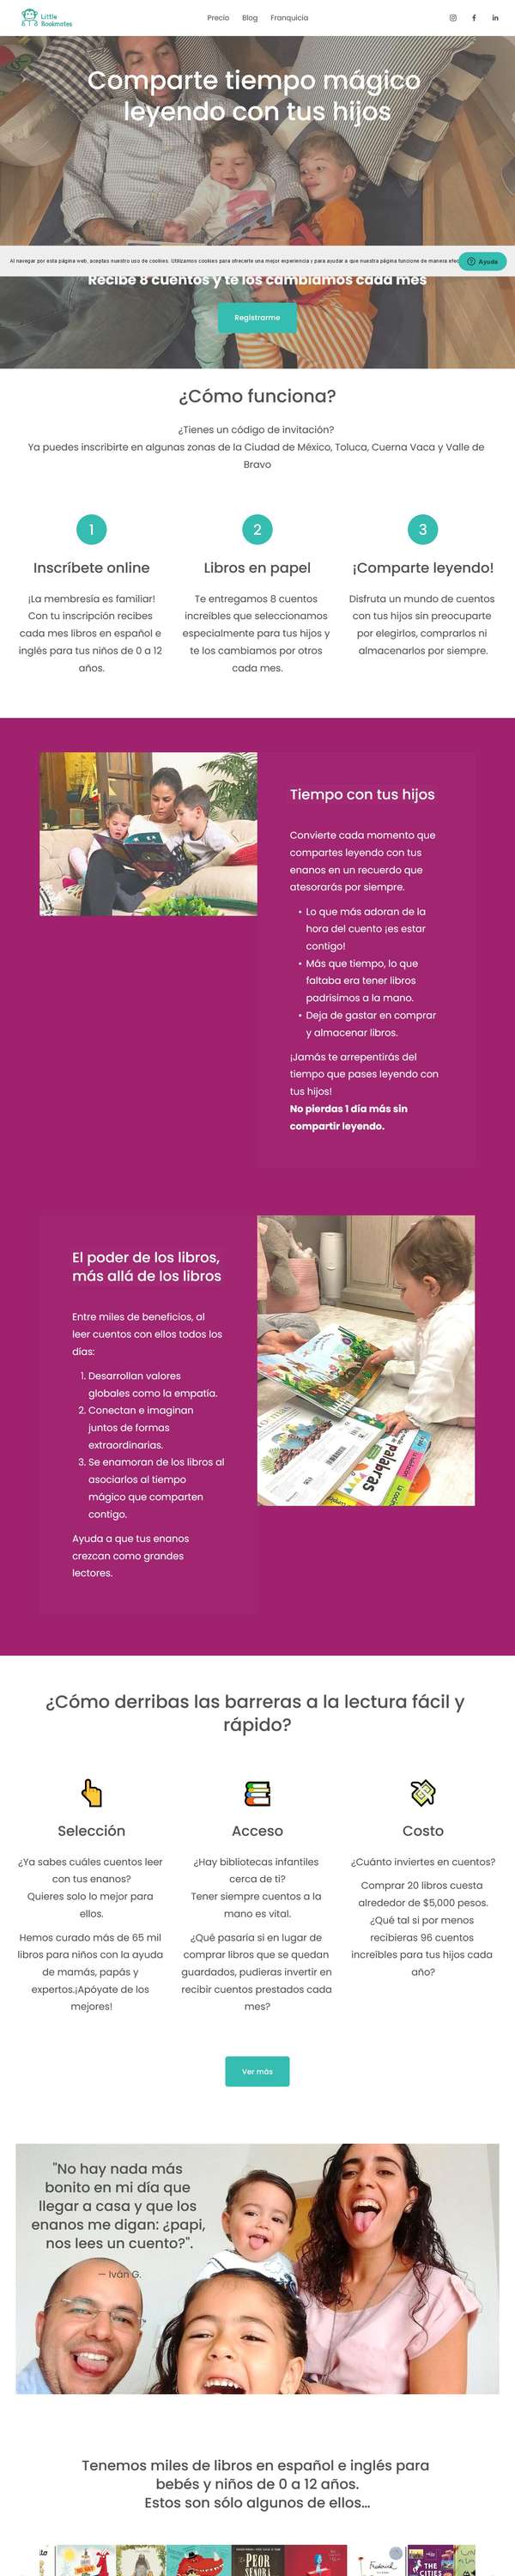 Little
Bookmates
Precio Blog Franquicia
Comparte tiempo mágico
leyendo con tus hijos
Al navegar por esta página web, aceptas nuestro uso de cookies. Utilizamos cookies para ofrecerte una mejor experiencia y para ayudar a que nuestra página funcione de manera
Ayuda
Recibe 8 cuentos y te los cambiamos cada mes
Registrarme
¿Cómo funciona?
¿Tienes un código de invitación?
Ya puedes inscribirte en algunas zonas de la Ciudad de México, Toluca, Cuerna Vaca y Valle de
Bravo
1
Inscríbete online
¡La membresía es familiar!
Con tu inscripción recibes
cada mes libros en español e
inglés para tus niños de 0 a 12
años.
2
Libros en papel
Te entregamos 8 cuentos
increíbles que seleccionamos
especialmente para tus hijos y
te los cambiamos por otros
cada mes.
3
¡Comparte leyendo!
Disfruta un mundo de cuentos
con tus hijos sin preocuparte
por elegirlos, comprarlos ni
almacenarlos por siempre.
Tiempo con tus hijos
Convierte cada momento que
compartes leyendo con tus
enanos en un recuerdo que
atesorarás por siempre.
• Lo que más adoran de la
hora del cuento ¡es estar
contigo!
• Más que tiempo, lo que
faltaba era tener libros
padrísimos a la mano.
• Deja de gastar en comprar
y almacenar libros.
¡Jamás te arrepentirás del
tiempo que pases leyendo con
tus hijos!
No pierdas 1 día más sin
compartir leyendo.
El poder de los libros,
más allá de los libros
Entre miles de beneficios, al
leer cuentos con ellos todos los
días:
1. Desarrollan valores
globales como la empatía.
2. Conectan e imaginan
juntos de formas
extraordinarias.
3. Se enamoran de los libros al
asociarlos al tiempo
mágico que comparten
contigo.
Ayuda a que tus enanos
crezcan como grandes
lectores.
palabras
¿Cómo derribas las barreras a la lectura fácil y
rápido?
Selección
¿Ya sabes cuáles cuentos leer
con tus enanos?
Quieres solo lo mejor para
ellos.
Hemos curado más de 65 mil
libros para niños con la ayuda
de mamás, papás y
expertos.¡Apóyate de los
mejores!
Acceso
¿Hay bibliotecas infantiles
cerca de ti?
Tener siempre cuentos a la
mano es vital.
¿Qué pasaría si en lugar de
comprar libros que se quedan
guardados, pudieras invertir en
recibir cuentos prestados cada
mes?
Costo
¿Cuánto inviertes en cuentos?
Comprar 20 libros cuesta
alrededor de $5,000 pesos.
¿Qué tal si por menos
recibieras 96 cuentos
increíbles para tus hijos cada
año?
Ver más
"No hay nada más
bonito en mi día que
llegar a casa y que los
enanos me digan: ¿papi,
nos lees un cuento?".
— Iván G.
Tenemos miles de libros en español e inglés para
bebés y niños de 0 a 12 años.
Estos son sólo algunos de ellos...
PEOR
SEÑORA
Frederick
THE
CITIES